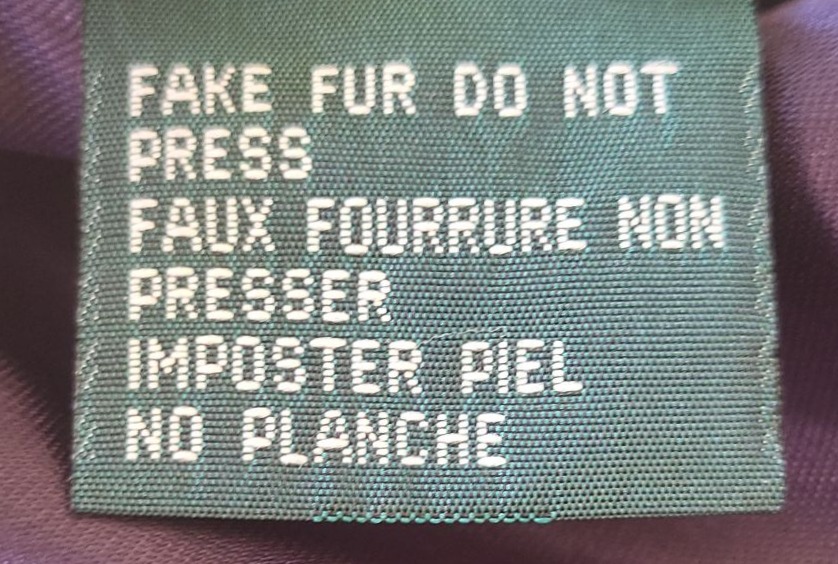 FAKE FUR DO NOT
PRESS
FAUX FOURRURE NON
PRESSER
IMPOSTER PIEL
NO PLANCHE